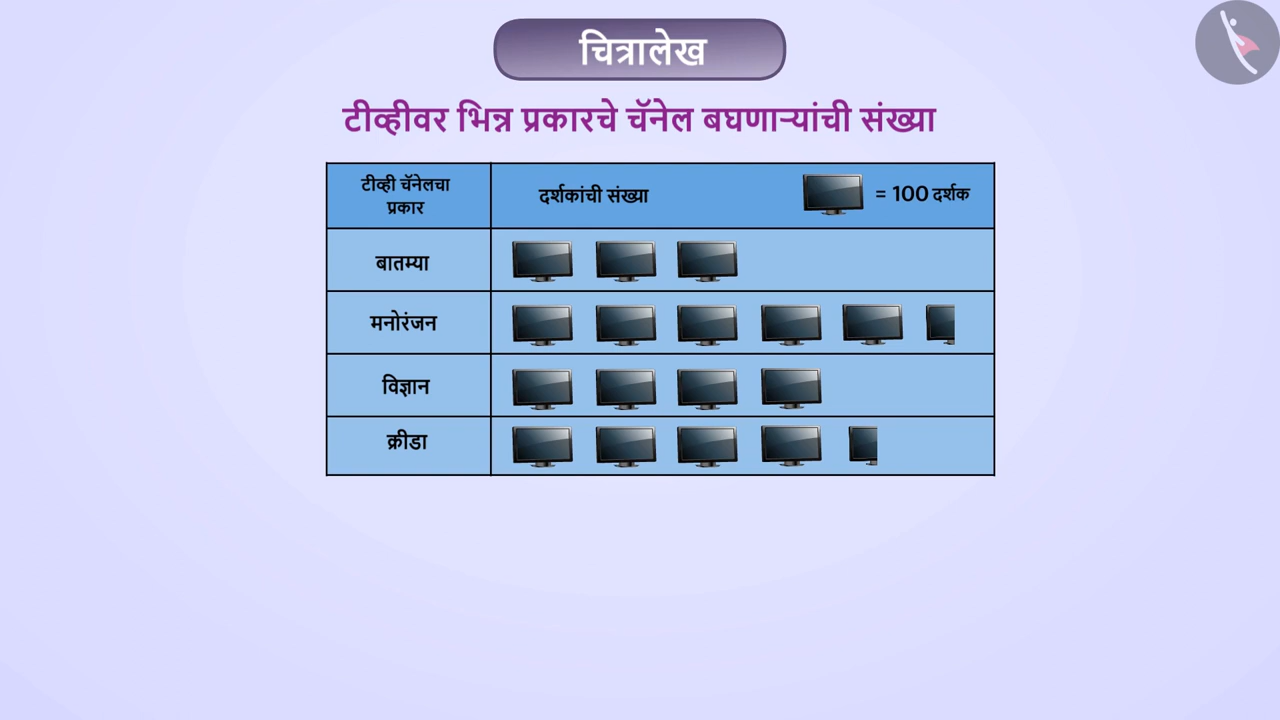 चित्रालेख
टीव्हीवर भिन्न प्रकारचे चॅनेल बघणाऱ्यांची संख्या
टीव्ही चॅनेलचा
प्रकार
दर्शकांची संख्या
= 100 दर्शक
बातम्या
मनोरंजन
विज्ञान
क्रीडा